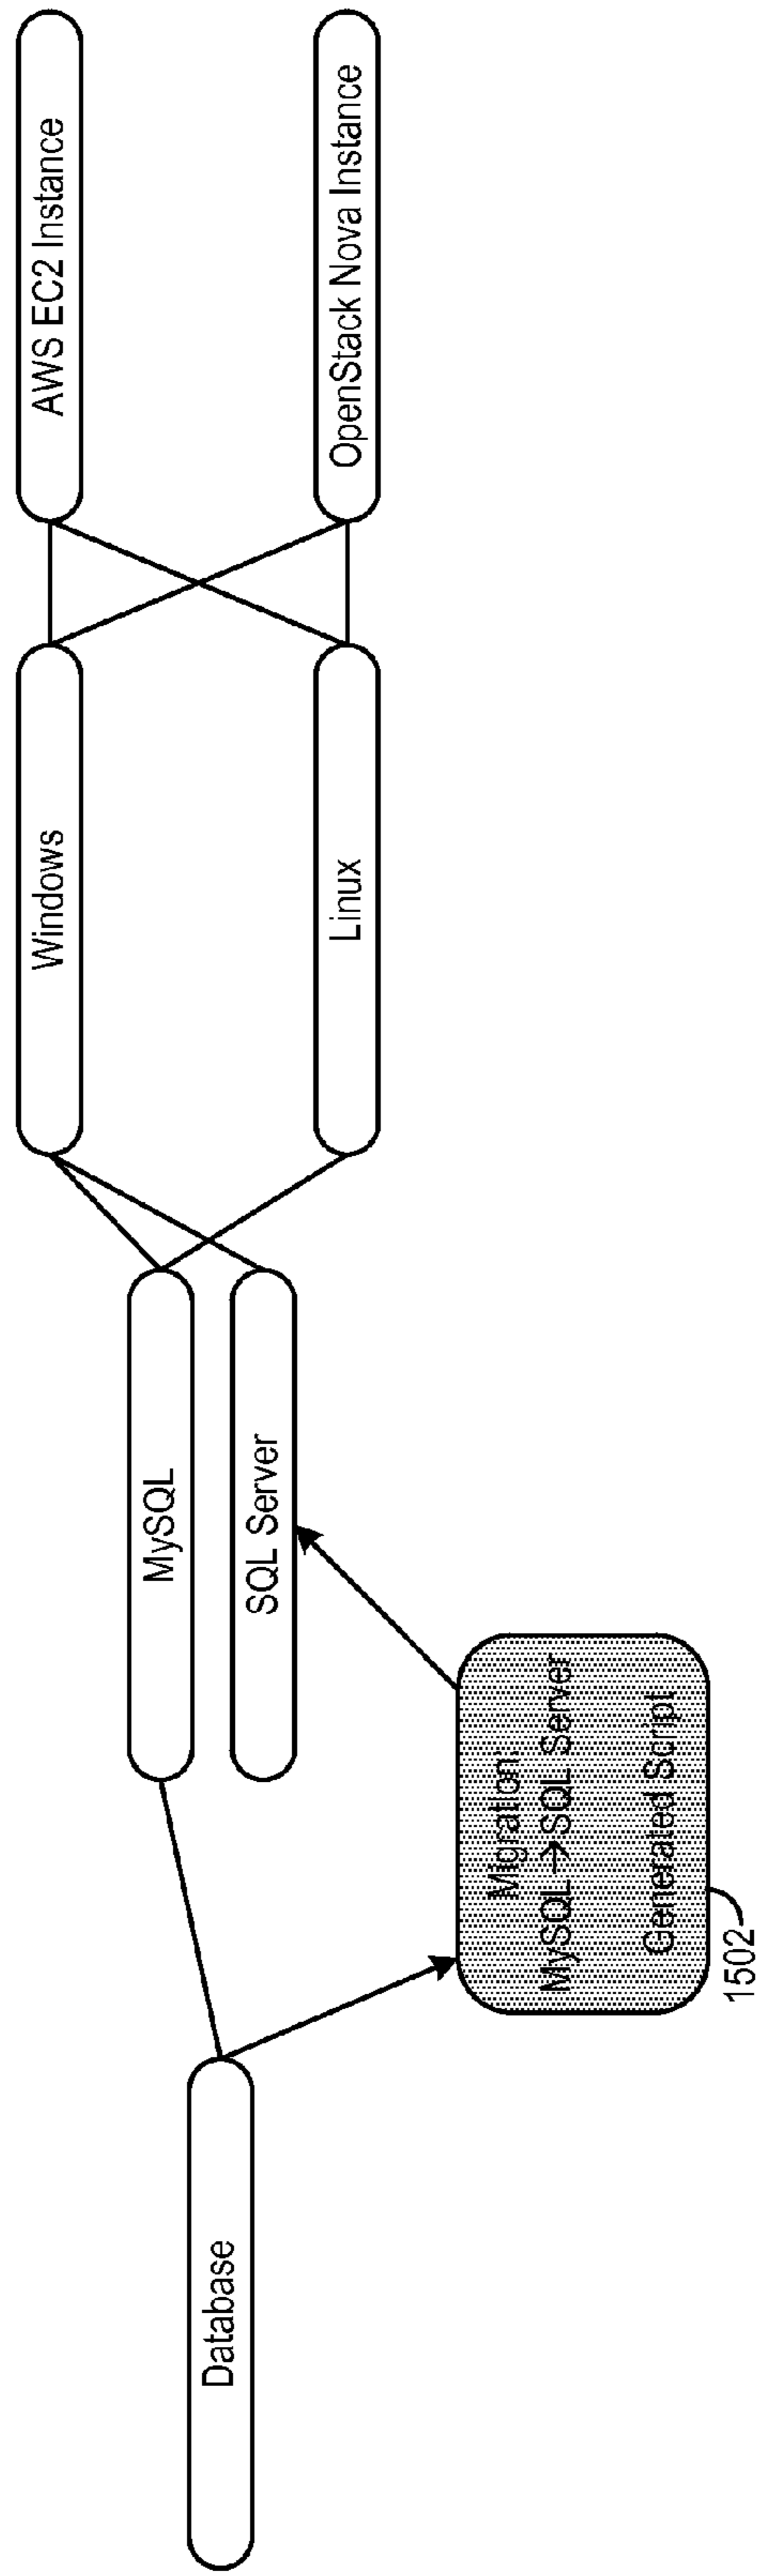 Database
MySQL
SQL Server
Windows
Linux
AWS EC2 Instance
OpenStack Nova Instance
Migration:
MySQL→SQL Server
Generated Script
1502